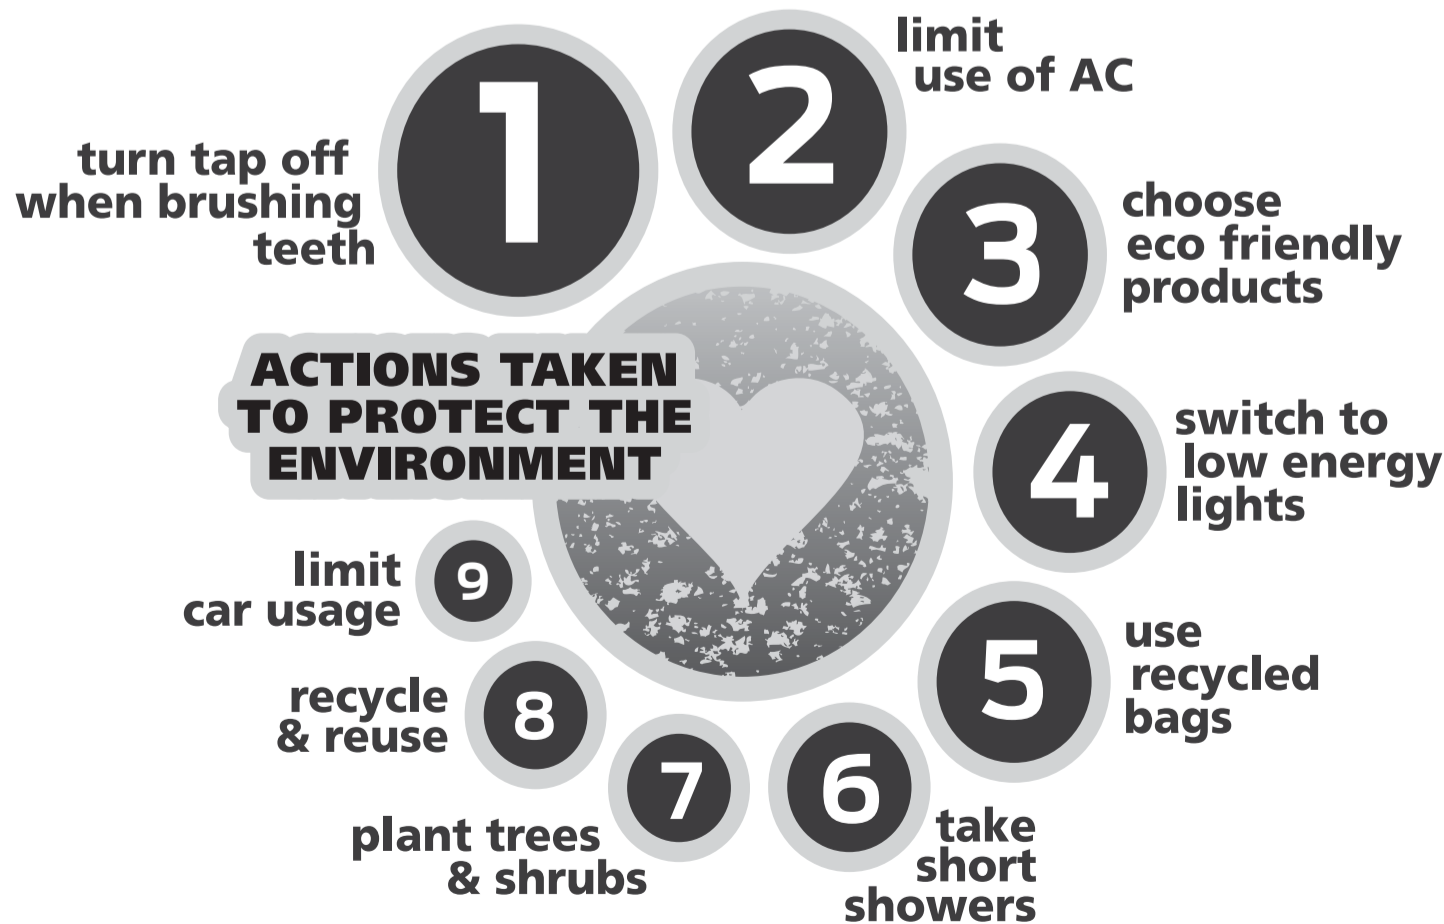 ACTIONS TAKEN
TO PROTECT THE
ENVIRONMENT
1
turn tap off
when brushing
teeth
2
limit
use of AC
3
choose
eco friendly
products
4
switch to
low energy
lights
5
use
recycled
bags
6
take
short
showers
7
plant trees
& shrubs
8
recycle
& reuse
9
limit
car usage